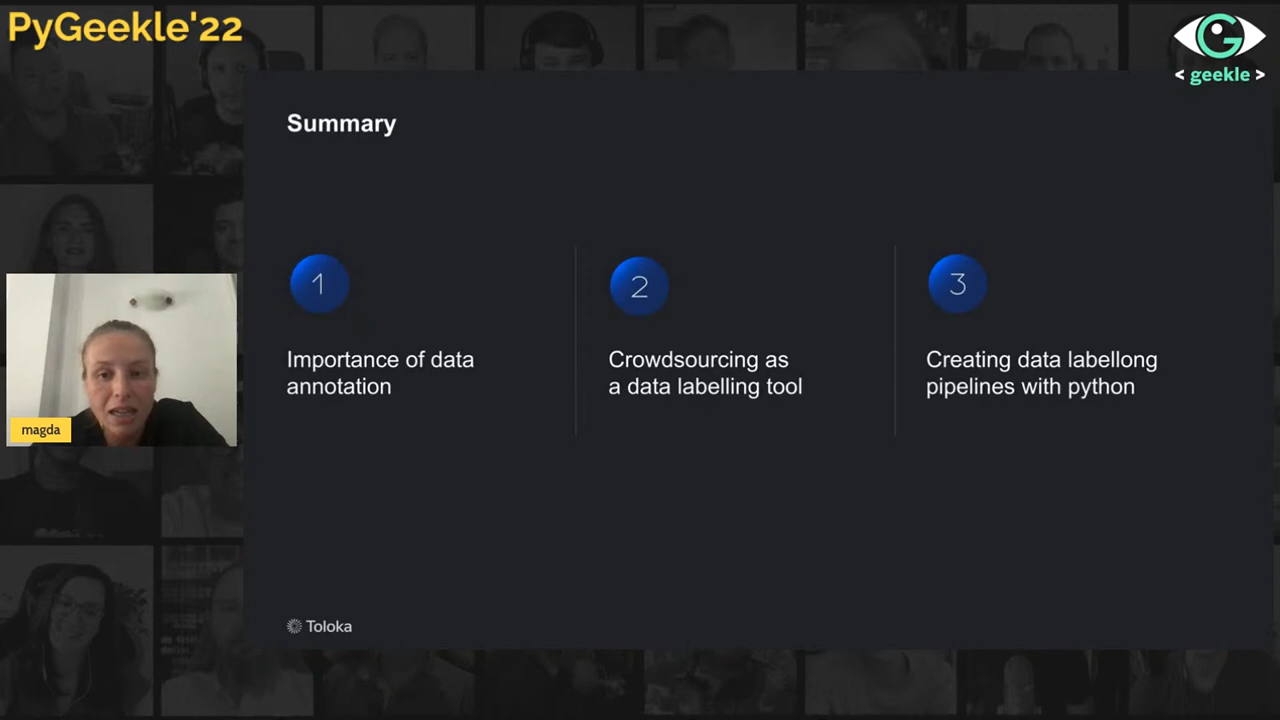 PyGeekle'22
G
< geekle >
Summary
1
2
3
Importance of data
annotation
Crowdsourcing as
a data labelling tool
Creating data labellong
pipelines with python
magda
Toloka